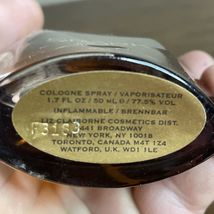 COLOGNE SPRAY / VAPORISATEUR
1.7 FL OZ / 50 ML ℮ / 77.5% VOL
INFLAMMABLE / BRENNBAR
LIZ CLAIBORNE COSMETICS DIST.
1441 BROADWAY
NEW YORK, NY 10018
TORONTO, CANADA M4T 1Z4
WATFORD, U.K. WD1 1LE